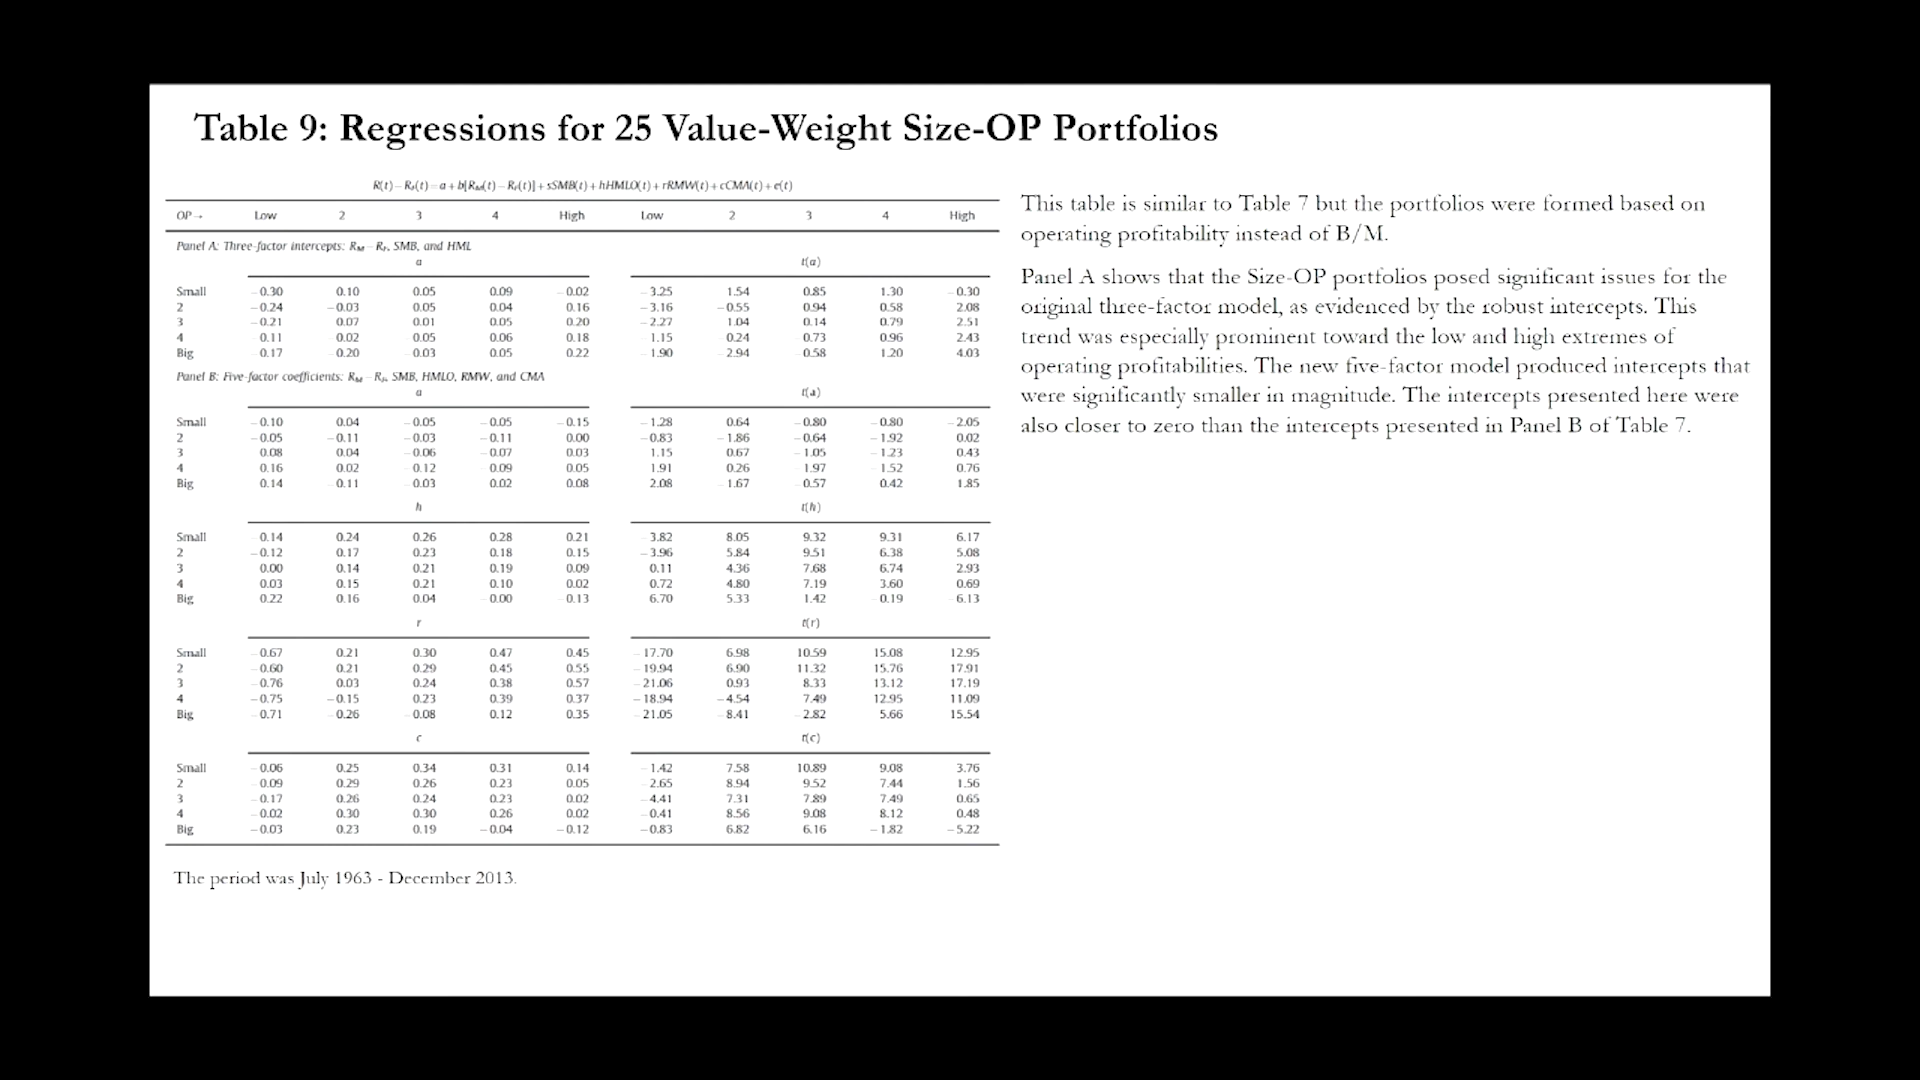 Table 9: Regressions for 25 Value-Weight Size-OP Portfolios
R(t) − R_F(t) = a + b[R_M(t) − R_F(t)] + sSMB(t) + hHMLO(t) + rRMW(t) + cCMA(t) + e(t)
OP→ Low 2 3 4 High Low 2 3 4 High
Panel A: Three-factor intercepts: R_M − R_F, SMB, and HML
a t(a)
Small −0.30 0.10 0.05 0.09 −0.02 −3.25 1.54 0.85 1.30 −0.30
2 −0.24 −0.03 0.05 0.04 0.16 −3.16 −0.55 0.94 0.58 2.08
3 −0.21 0.07 0.01 0.05 0.20 −2.27 1.04 0.14 0.79 2.51
4 −0.11 0.02 0.05 0.06 0.18 −1.15 0.24 0.73 0.96 2.43
Big −0.17 −0.20 −0.03 0.05 0.22 −1.90 −2.94 −0.58 1.20 4.03
Panel B: Five-factor coefficients: R_M − R_F, SMB, HMLO, RMW, and CMA
a t(a)
Small −0.10 0.04 −0.05 −0.05 −0.15 −1.28 0.64 −0.80 −0.80 −2.05
2 −0.05 −0.11 −0.03 −0.11 0.00 −0.83 −1.86 −0.64 −1.92 0.02
3 0.08 0.04 −0.06 −0.07 0.03 1.15 0.67 −1.05 −1.23 0.43
4 0.16 0.02 −0.12 −0.09 0.05 1.91 0.26 −1.97 −1.52 0.76
Big 0.14 −0.11 −0.03 0.02 0.08 2.08 −1.67 −0.57 0.42 1.85
h t(h)
Small −0.14 0.24 0.26 0.28 0.21 −3.82 8.05 9.32 9.31 6.17
2 −0.12 0.17 0.23 0.18 0.15 −3.96 5.84 9.51 6.38 5.08
3 0.00 0.14 0.21 0.19 0.09 0.11 4.36 7.68 6.74 2.93
4 0.03 0.15 0.21 0.10 0.02 0.72 4.80 7.19 3.60 0.69
Big 0.22 0.16 0.04 −0.00 −0.13 6.70 5.33 1.42 −0.19 −6.13
r t(r)
Small −0.67 0.21 0.30 0.47 0.45 −17.70 6.98 10.59 15.08 12.95
2 −0.60 0.21 0.29 0.45 0.55 −19.94 6.90 11.32 15.76 17.91
3 −0.76 0.03 0.24 0.38 0.57 −21.06 0.93 8.33 13.12 17.19
4 −0.75 −0.15 0.23 0.39 0.37 −18.94 −4.54 7.49 12.95 11.09
Big −0.71 −0.26 −0.08 0.12 0.35 −21.05 −8.41 −2.82 5.66 15.54
c t(c)
Small −0.06 0.25 0.34 0.31 0.14 −1.42 7.58 10.89 9.08 3.76
2 −0.09 0.29 0.26 0.23 0.05 −2.65 8.94 9.52 7.44 1.56
3 −0.17 0.26 0.24 0.23 0.02 −4.41 7.31 7.89 7.49 0.65
4 −0.02 0.30 0.30 0.26 0.02 −0.41 8.56 9.08 8.12 0.48
Big −0.03 0.23 0.19 −0.04 −0.12 −0.83 6.82 6.16 −1.82 −5.22
The period was July 1963 - December 2013.
This table is similar to Table 7 but the portfolios were formed based on
operating profitability instead of B/M.
Panel A shows that the Size-OP portfolios posed significant issues for the
original three-factor model, as evidenced by the robust intercepts. This
trend was especially prominent toward the low and high extremes of
operating profitabilities. The new five-factor model produced intercepts that
were significantly smaller in magnitude. The intercepts presented here were
also closer to zero than the intercepts presented in Panel B of Table 7.